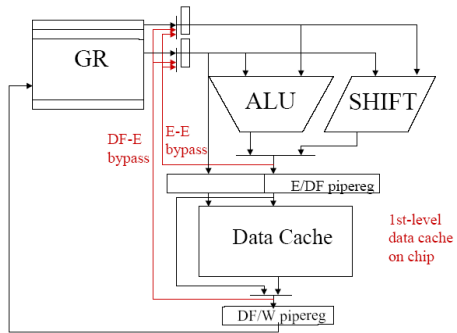 GR
ALU
SHIFT
DF-E
bypass
E-E
bypass
E/DF pipereg
Data Cache
1st-level
data cache
on chip
DF/W pipereg